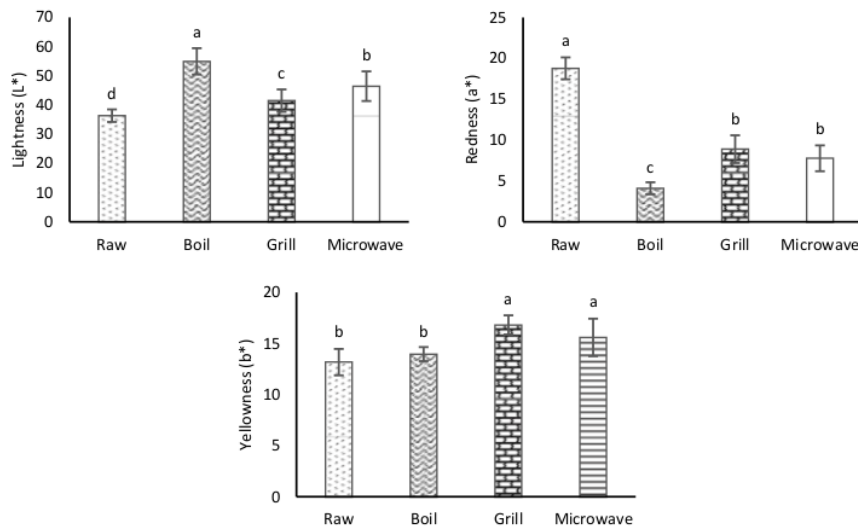 Lightness (L*)
70
60
50
40
30
20
10
0
d
a
c
b
Raw
Boil
Grill
Microwave
Redness (a*)
25
20
15
10
5
0
a
c
b
b
Raw
Boil
Grill
Microwave
Yellowness (b*)
20
15
10
5
0
b
b
a
a
Raw
Boil
Grill
Microwave